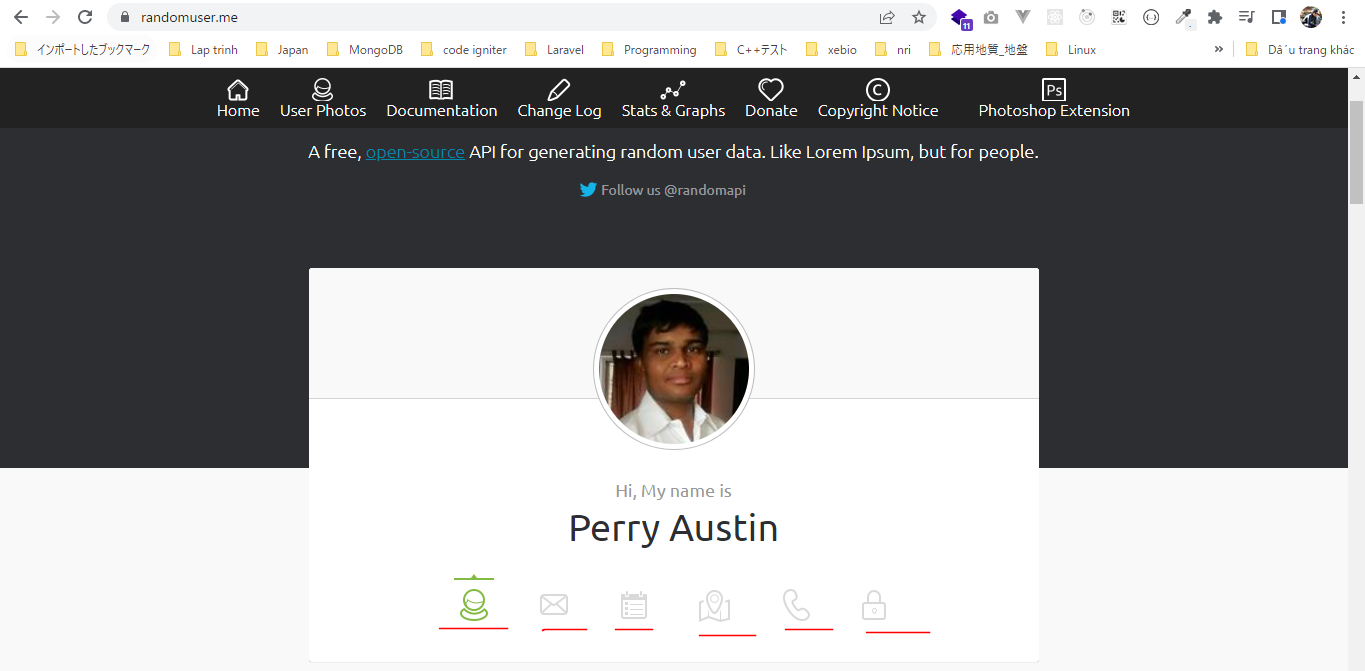 randomuser.me
11
インポートしたブックマーク Lap trinh Japan MongoDB code igniter Laravel Programming C++テスト xebio nri 応用地質_地盤 Linux » Dấu trang khác
Home User Photos Documentation Change Log Stats & Graphs Donate Copyright Notice Photoshop Extension
A free, open-source API for generating random user data. Like Lorem Ipsum, but for people.
Follow us @randomapi
Hi, My name is
Perry Austin